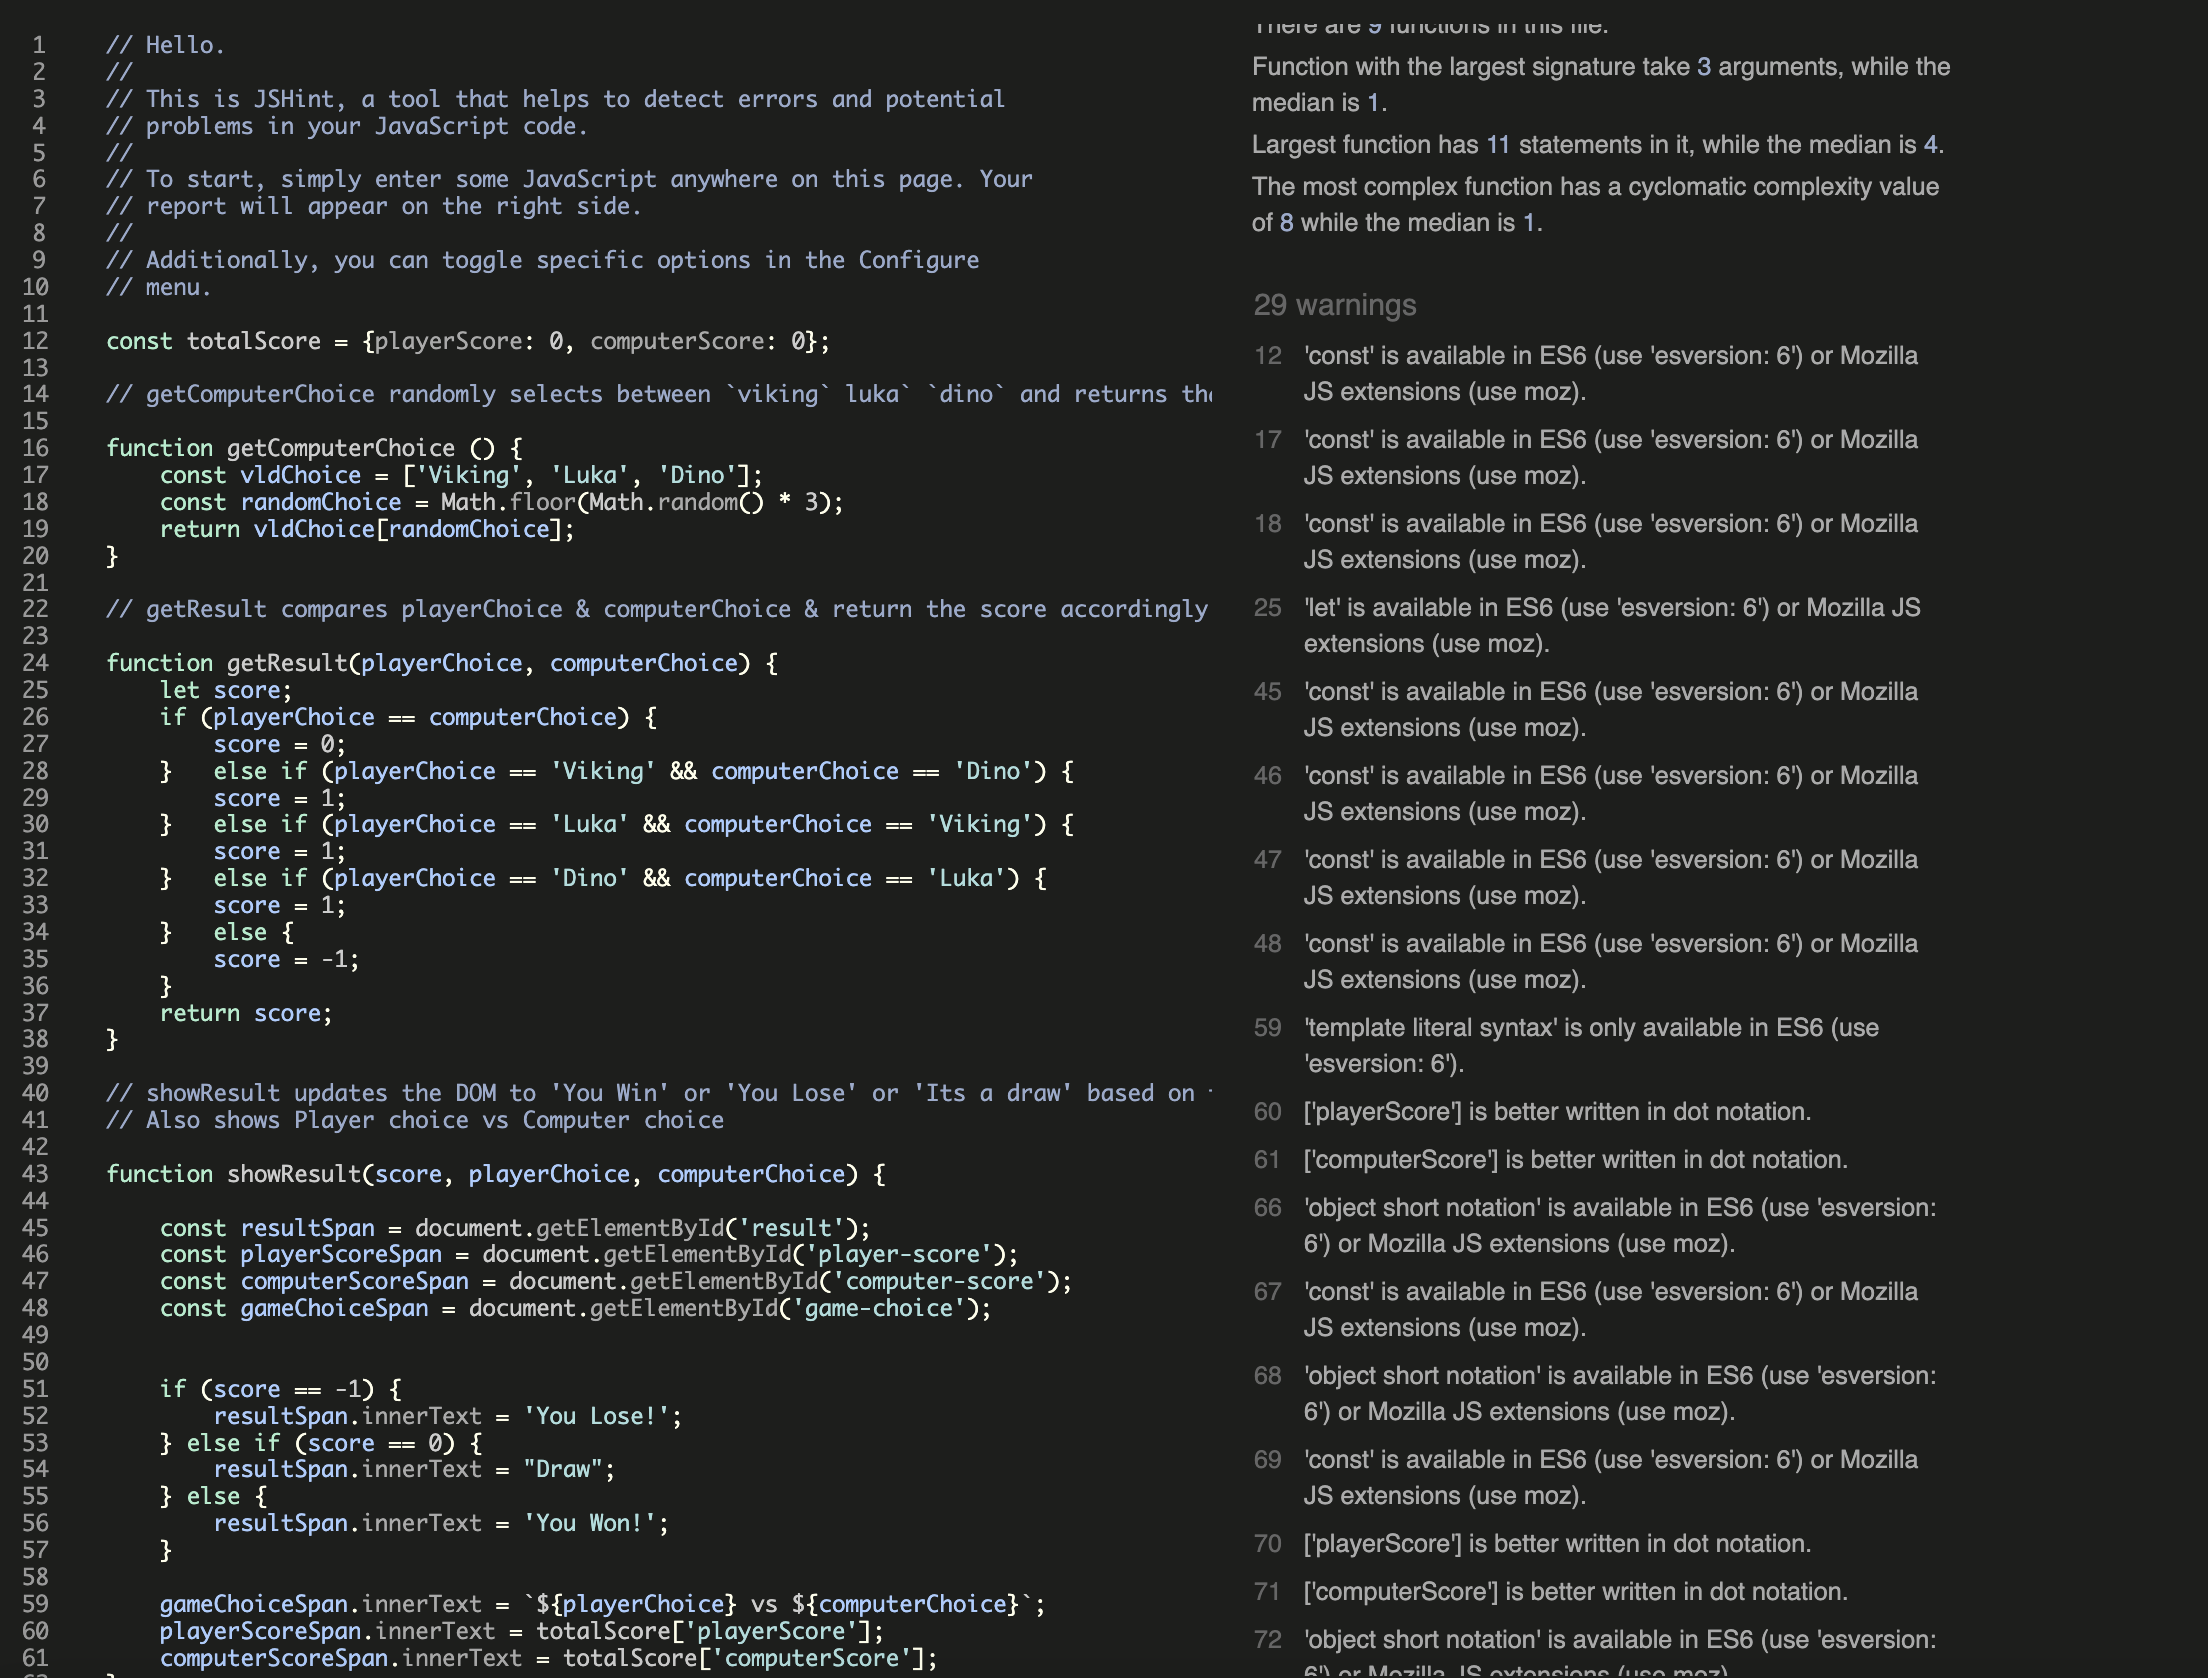 1 // Hello.
2 //
3 // This is JSHint, a tool that helps to detect errors and potential
4 // problems in your JavaScript code.
5 //
6 // To start, simply enter some JavaScript anywhere on this page. Your
7 // report will appear on the right side.
8 //
9 // Additionally, you can toggle specific options in the Configure
10 // menu.
11
12 const totalScore = {playerScore: 0, computerScore: 0};
13
14 // getComputerChoice randomly selects between `viking` luka` `dino` and returns the
15
16 function getComputerChoice () {
17 const vldChoice = ['Viking', 'Luka', 'Dino'];
18 const randomChoice = Math.floor(Math.random() * 3);
19 return vldChoice[randomChoice];
20 }
21
22 // getResult compares playerChoice & computerChoice & return the score accordingly
23
24 function getResult(playerChoice, computerChoice) {
25 let score;
26 if (playerChoice == computerChoice) {
27 score = 0;
28 } else if (playerChoice == 'Viking' && computerChoice == 'Dino') {
29 score = 1;
30 } else if (playerChoice == 'Luka' && computerChoice == 'Viking') {
31 score = 1;
32 } else if (playerChoice == 'Dino' && computerChoice == 'Luka') {
33 score = 1;
34 } else {
35 score = -1;
36 }
37 return score;
38 }
39
40 // showResult updates the DOM to 'You Win' or 'You Lose' or 'Its a draw' based on
41 // Also shows Player choice vs Computer choice
42
43 function showResult(score, playerChoice, computerChoice) {
44
45 const resultSpan = document.getElementById('result');
46 const playerScoreSpan = document.getElementById('player-score');
47 const computerScoreSpan = document.getElementById('computer-score');
48 const gameChoiceSpan = document.getElementById('game-choice');
49
50
51 if (score == -1) {
52 resultSpan.innerText = 'You Lose!';
53 } else if (score == 0) {
54 resultSpan.innerText = "Draw";
55 } else {
56 resultSpan.innerText = 'You Won!';
57 }
58
59 gameChoiceSpan.innerText = `${playerChoice} vs ${computerChoice}`;
60 playerScoreSpan.innerText = totalScore['playerScore'];
61 computerScoreSpan.innerText = totalScore['computerScore'];
There are 9 functions in this file.
Function with the largest signature take 3 arguments, while the
median is 1.
Largest function has 11 statements in it, while the median is 4.
The most complex function has a cyclomatic complexity value
of 8 while the median is 1.
29 warnings
12 'const' is available in ES6 (use 'esversion: 6') or Mozilla
JS extensions (use moz).
17 'const' is available in ES6 (use 'esversion: 6') or Mozilla
JS extensions (use moz).
18 'const' is available in ES6 (use 'esversion: 6') or Mozilla
JS extensions (use moz).
25 'let' is available in ES6 (use 'esversion: 6') or Mozilla JS
extensions (use moz).
45 'const' is available in ES6 (use 'esversion: 6') or Mozilla
JS extensions (use moz).
46 'const' is available in ES6 (use 'esversion: 6') or Mozilla
JS extensions (use moz).
47 'const' is available in ES6 (use 'esversion: 6') or Mozilla
JS extensions (use moz).
48 'const' is available in ES6 (use 'esversion: 6') or Mozilla
JS extensions (use moz).
59 'template literal syntax' is only available in ES6 (use
'esversion: 6').
60 ['playerScore'] is better written in dot notation.
61 ['computerScore'] is better written in dot notation.
66 'object short notation' is available in ES6 (use 'esversion:
6') or Mozilla JS extensions (use moz).
67 'const' is available in ES6 (use 'esversion: 6') or Mozilla
JS extensions (use moz).
68 'object short notation' is available in ES6 (use 'esversion:
6') or Mozilla JS extensions (use moz).
69 'const' is available in ES6 (use 'esversion: 6') or Mozilla
JS extensions (use moz).
70 ['playerScore'] is better written in dot notation.
71 ['computerScore'] is better written in dot notation.
72 'object short notation' is available in ES6 (use 'esversion:
6') or Mozilla JS extensions (use moz)